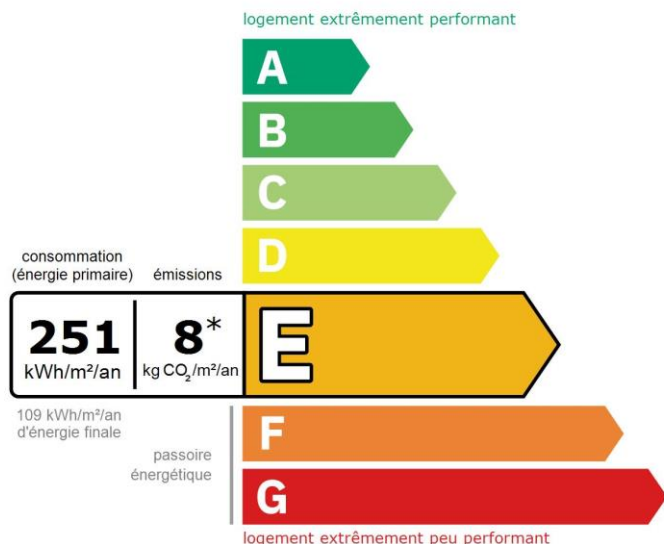 logement extrêmement performant
A
B
C
D
consommation
(énergie primaire) émissions
251 8* E
kWh/m²/an kg CO₂/m²/an
109 kWh/m²/an
d'énergie finale
F
passoire
énergétique
G
logement extrêmement peu performant